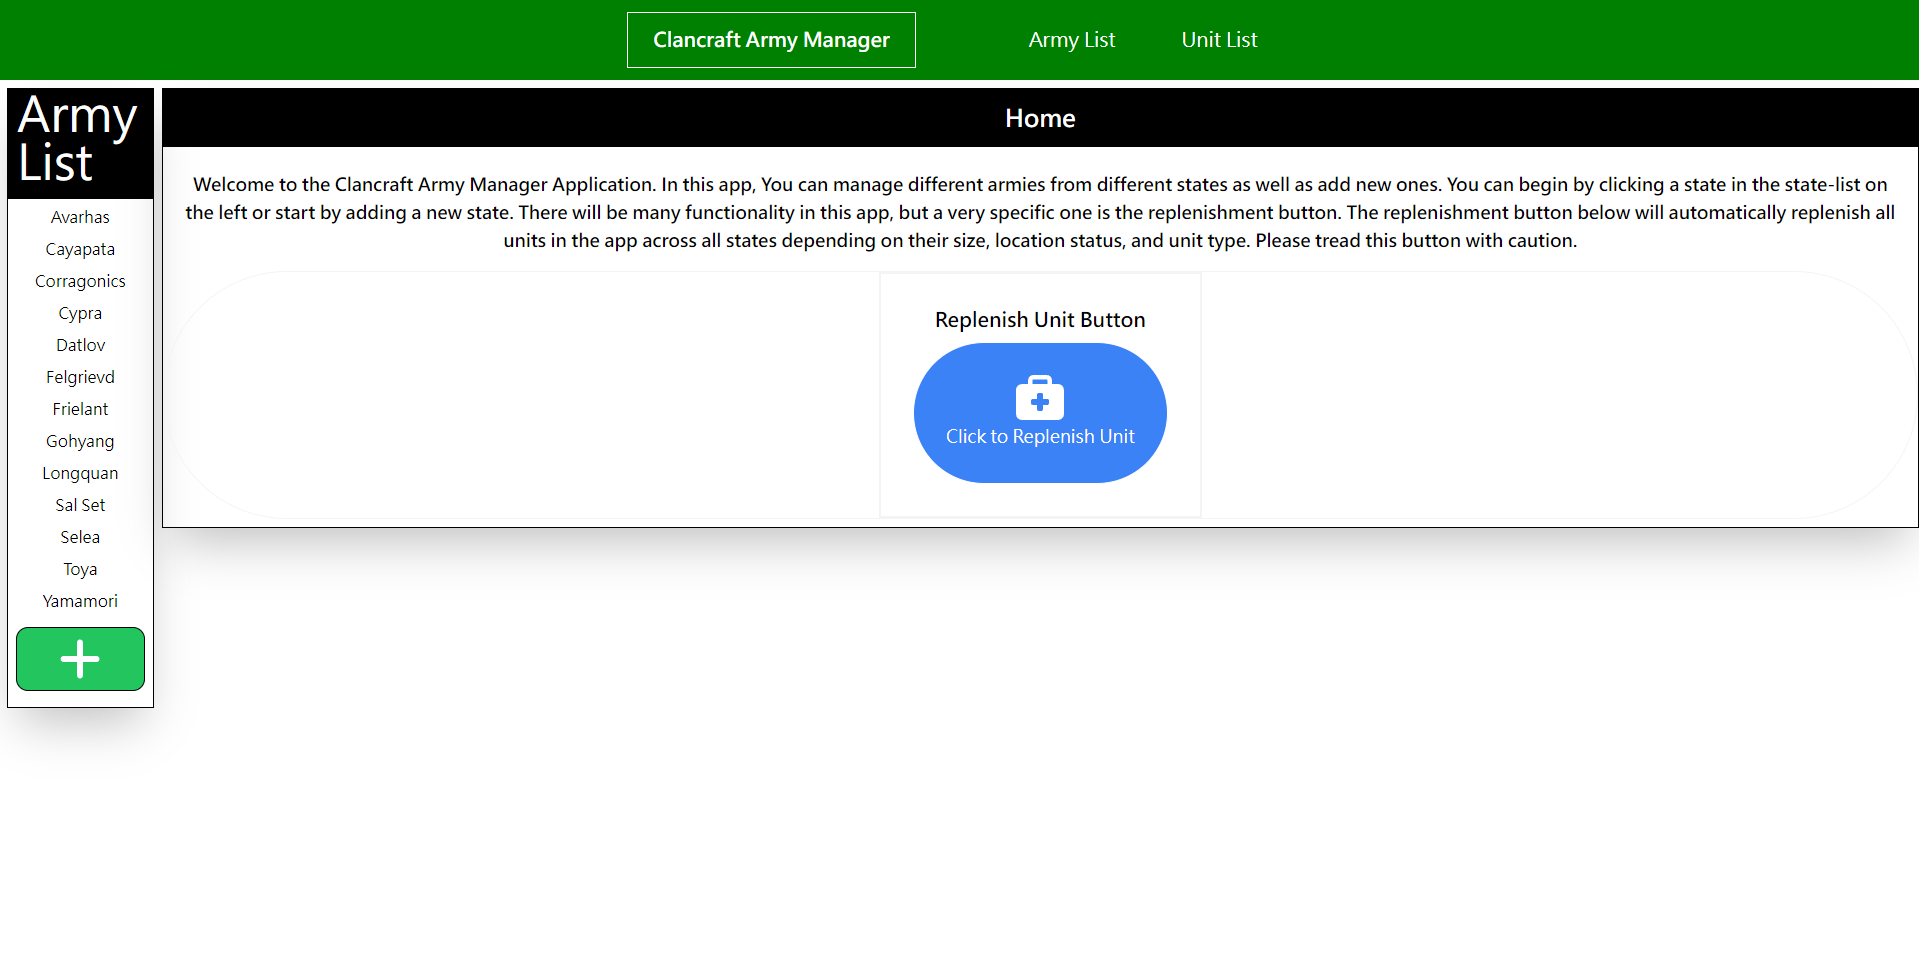 Clancraft Army Manager
Army List
Unit List
Army
List
Avarhas
Cayapata
Corragonics
Cypra
Datlov
Felgrievd
Frielant
Gohyang
Longquan
Sal Set
Selea
Toya
Yamamori
Home
Welcome to the Clancraft Army Manager Application. In this app, You can manage different armies from different states as well as add new ones. You can begin by clicking a state in the state-list on
the left or start by adding a new state. There will be many functionality in this app, but a very specific one is the replenishment button. The replenishment button below will automatically replenish all
units in the app across all states depending on their size, location status, and unit type. Please tread this button with caution.
Replenish Unit Button
Click to Replenish Unit